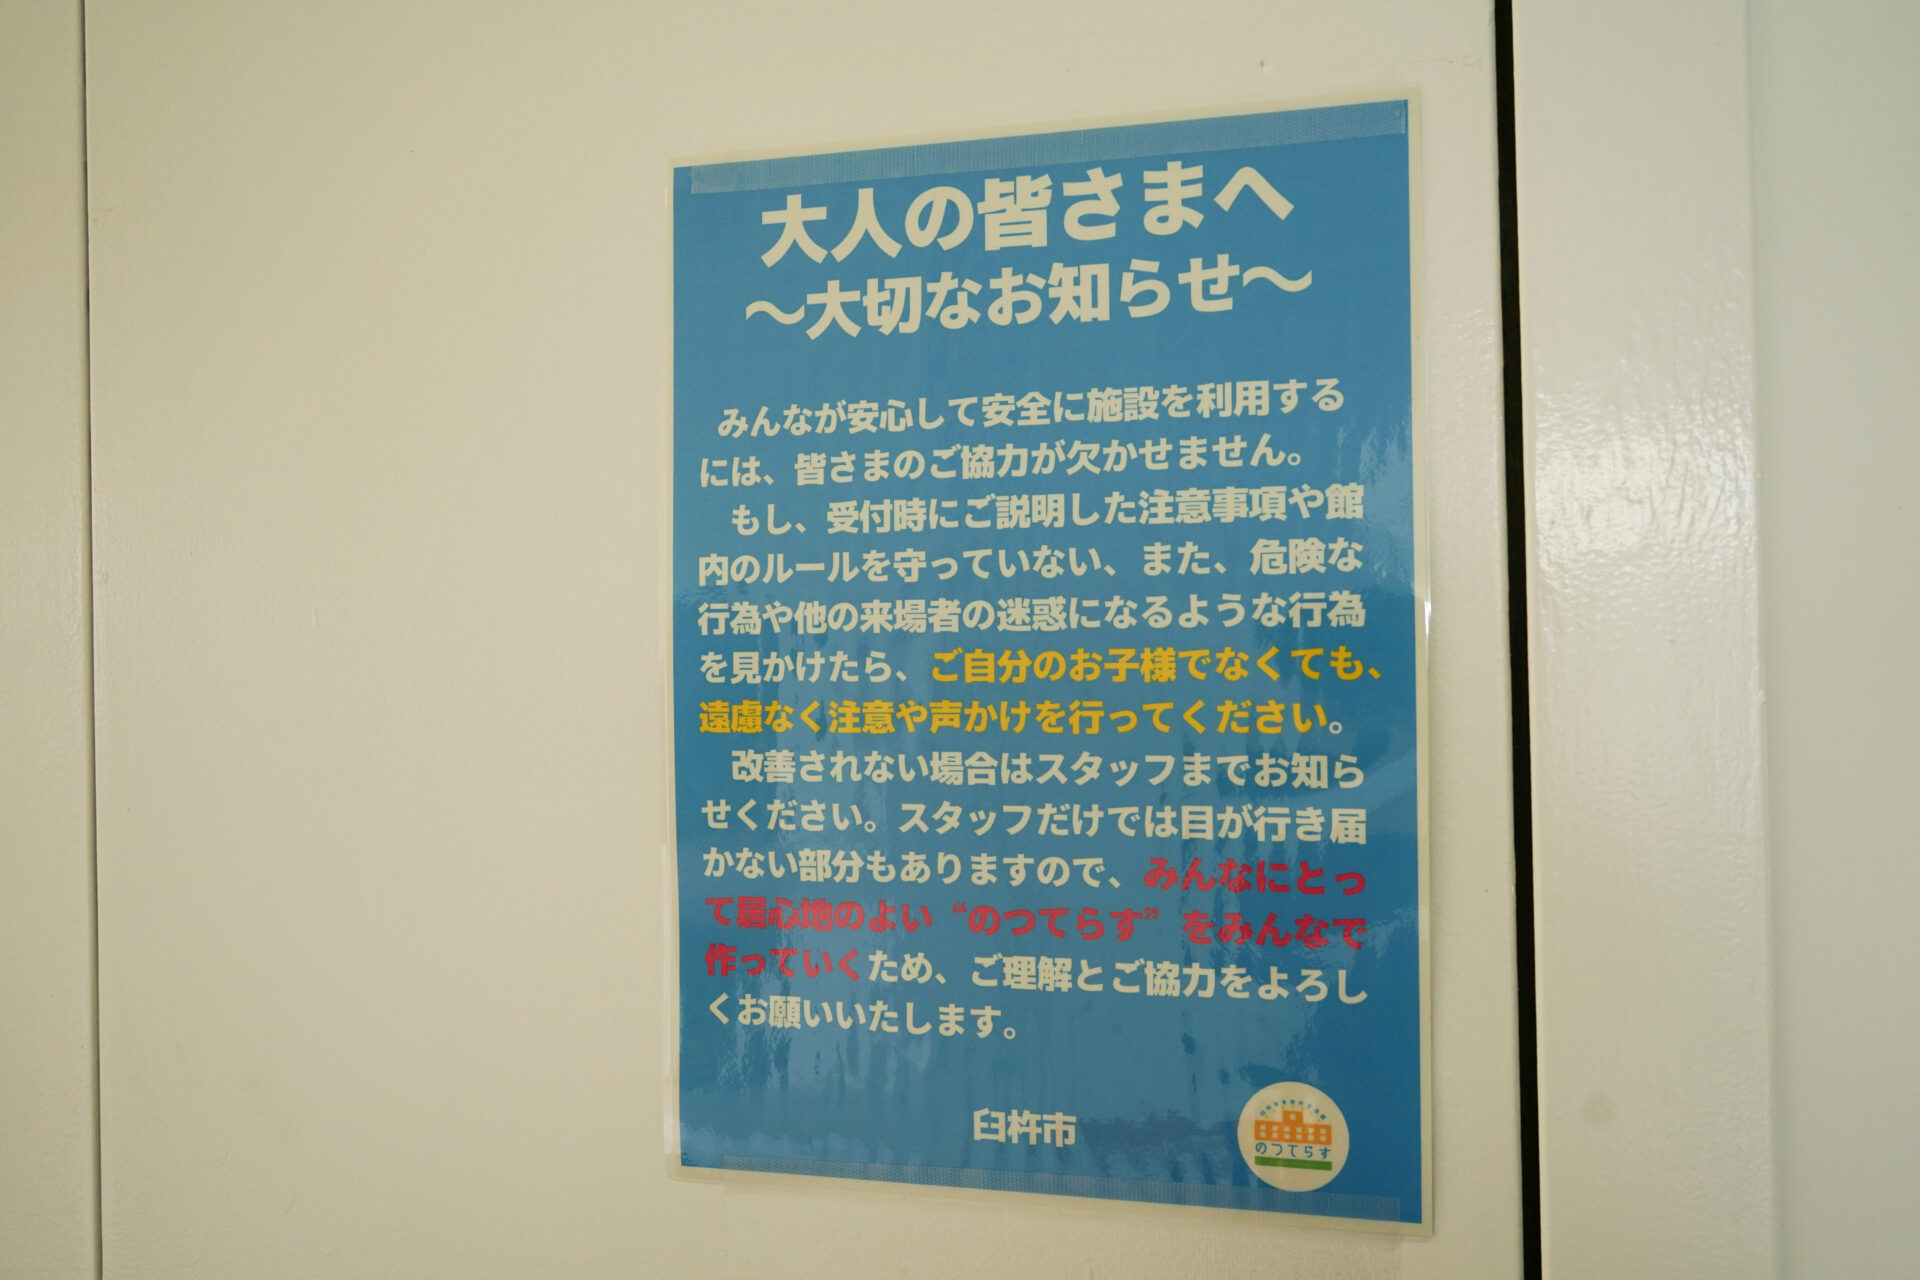 大人の皆さまへ
～大切なお知らせ～
みんなが安心して安全に施設を利用する
には、皆さまのご協力が欠かせません。
もし、受付時にご説明した注意事項や館
内のルールを守っていない、また、危険な
行為や他の来場者の迷惑になるような行為
を見かけたら、ご自分のお子様でなくても、
遠慮なく注意や声かけを行ってください。
改善されない場合はスタッフまでお知ら
せください。スタッフだけでは目が行き届
かない部分もありますので、みんなにとっ
て居心地のよい“のつてらす”をみんなで
作っていくため、ご理解とご協力をよろし
くお願いいたします。
臼杵市
のつてらす